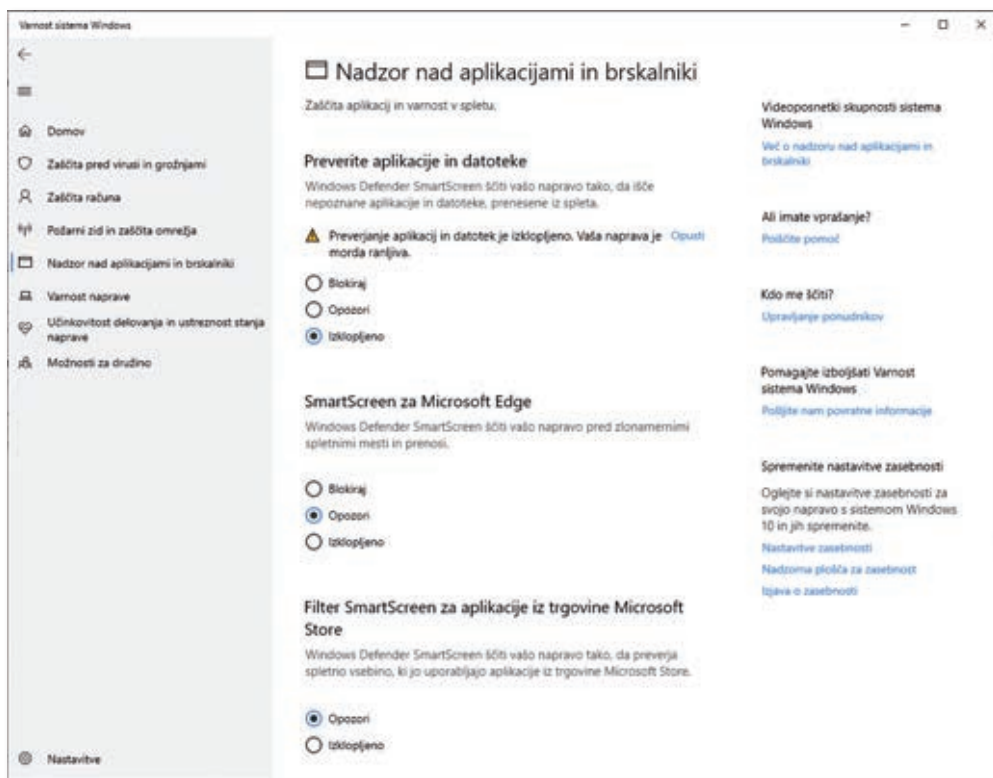 Varnost sistema Windows
Domov
Zaščita pred virusi in grožnjami
Zaščita računa
Požarni zid in zaščita omrežja
Nadzor nad aplikacijami in brskalniki
Varnost naprave
Učinkovitost delovanja in ustreznost stanja
naprave
Možnosti za družino
Nastavitve
Nadzor nad aplikacijami in brskalniki
Zaščita aplikacij in varnost v spletu.
Preverite aplikacije in datoteke
Windows Defender SmartScreen ščiti vašo napravo tako, da išče
nepoznane aplikacije in datoteke, prenesene iz spleta.
Preverjanje aplikacij in datotek je izklopljeno. Vaša naprava je Opusti
morda ranljiva.
Blokiraj
Opozori
Izklopljeno
SmartScreen za Microsoft Edge
Windows Defender SmartScreen ščiti vašo napravo pred zlonamernimi
spletnimi mesti in prenosi.
Blokiraj
Opozori
Izklopljeno
Filter SmartScreen za aplikacije iz trgovine Microsoft
Store
Windows Defender SmartScreen ščiti vašo napravo tako, da preverja
spletno vsebino, ki jo uporabljajo aplikacije iz trgovine Microsoft Store.
Opozori
Izklopljeno
Videoposnetki skupnosti sistema
Windows
Več o nadzoru nad aplikacijami in
brskalniki
Ali imate vprašanje?
Poiščite pomoč
Kdo me ščiti?
Upravljanje ponudnikov
Pomagajte izboljšati Varnost
sistema Windows
Pošljite nam povratne informacije
Spremenite nastavitve zasebnosti
Oglejte si nastavitve zasebnosti za
svojo napravo s sistemom Windows
10 in jih spremenite.
Nastavitve zasebnosti
Nadzorna plošča za zasebnost
Izjava o zasebnosti